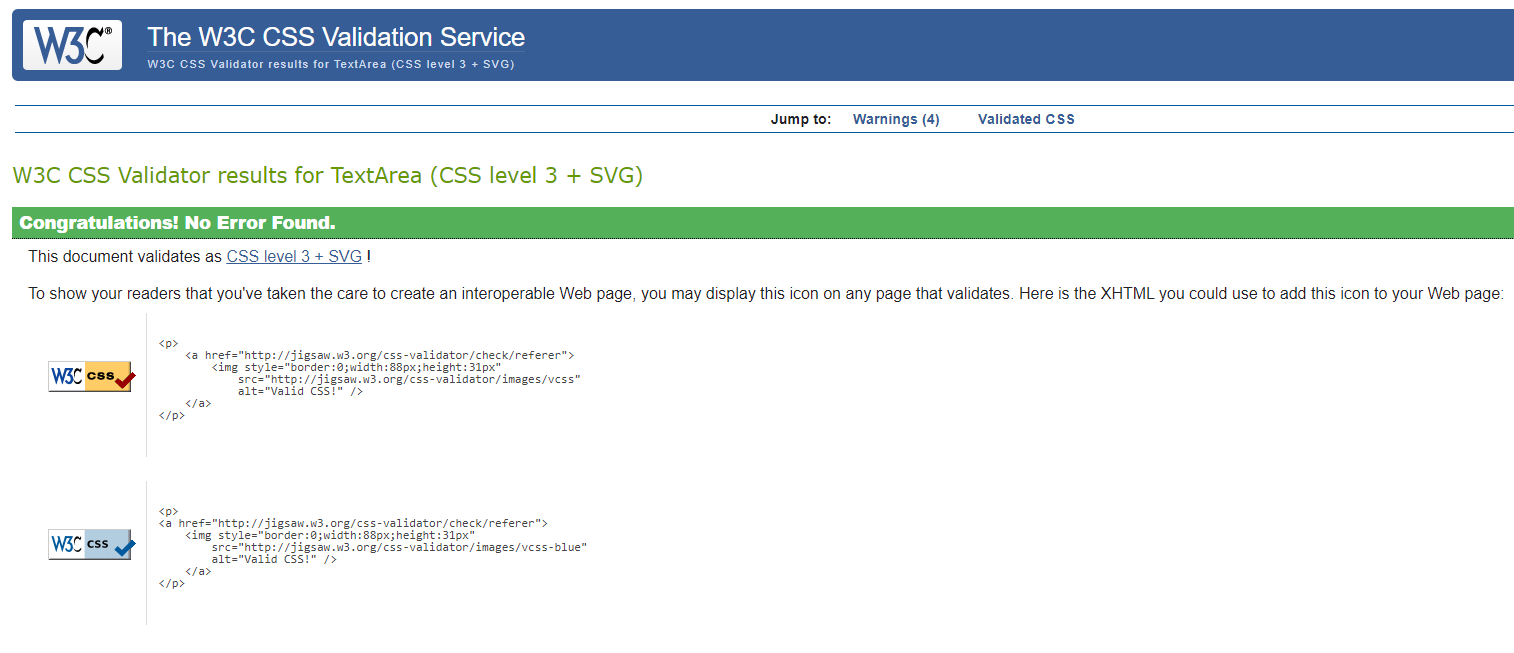 W3C® The W3C CSS Validation Service
W3C CSS Validator results for TextArea (CSS level 3 + SVG)
Jump to: Warnings (4) Validated CSS
W3C CSS Validator results for TextArea (CSS level 3 + SVG)
Congratulations! No Error Found.
This document validates as CSS level 3 + SVG !
To show your readers that you've taken the care to create an interoperable Web page, you may display this icon on any page that validates. Here is the XHTML you could use to add this icon to your Web page:
W3C css
<p>
<a href="http://jigsaw.w3.org/css-validator/check/referer">
<img style="border:0;width:88px;height:31px"
src="http://jigsaw.w3.org/css-validator/images/vcss"
alt="Valid CSS!" />
</a>
</p>
W3C css
<p>
<a href="http://jigsaw.w3.org/css-validator/check/referer">
<img style="border:0;width:88px;height:31px"
src="http://jigsaw.w3.org/css-validator/images/vcss-blue"
alt="Valid CSS!" />
</a>
</p>